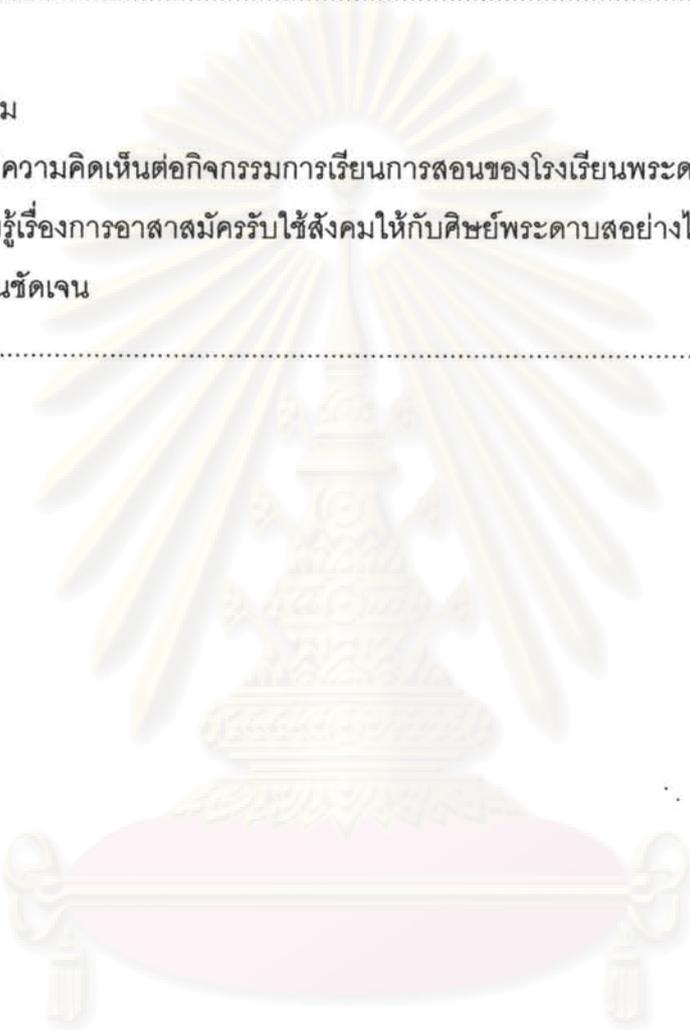 ความคิดเห็นต่อกิจกรรมการเรียนการสอนของโรงเรียนพระด
รู้เรื่องการอาสาสมัครรับใช้สังคมให้กับศิษย์พระดาบสอย่างไ
นชัดเจน